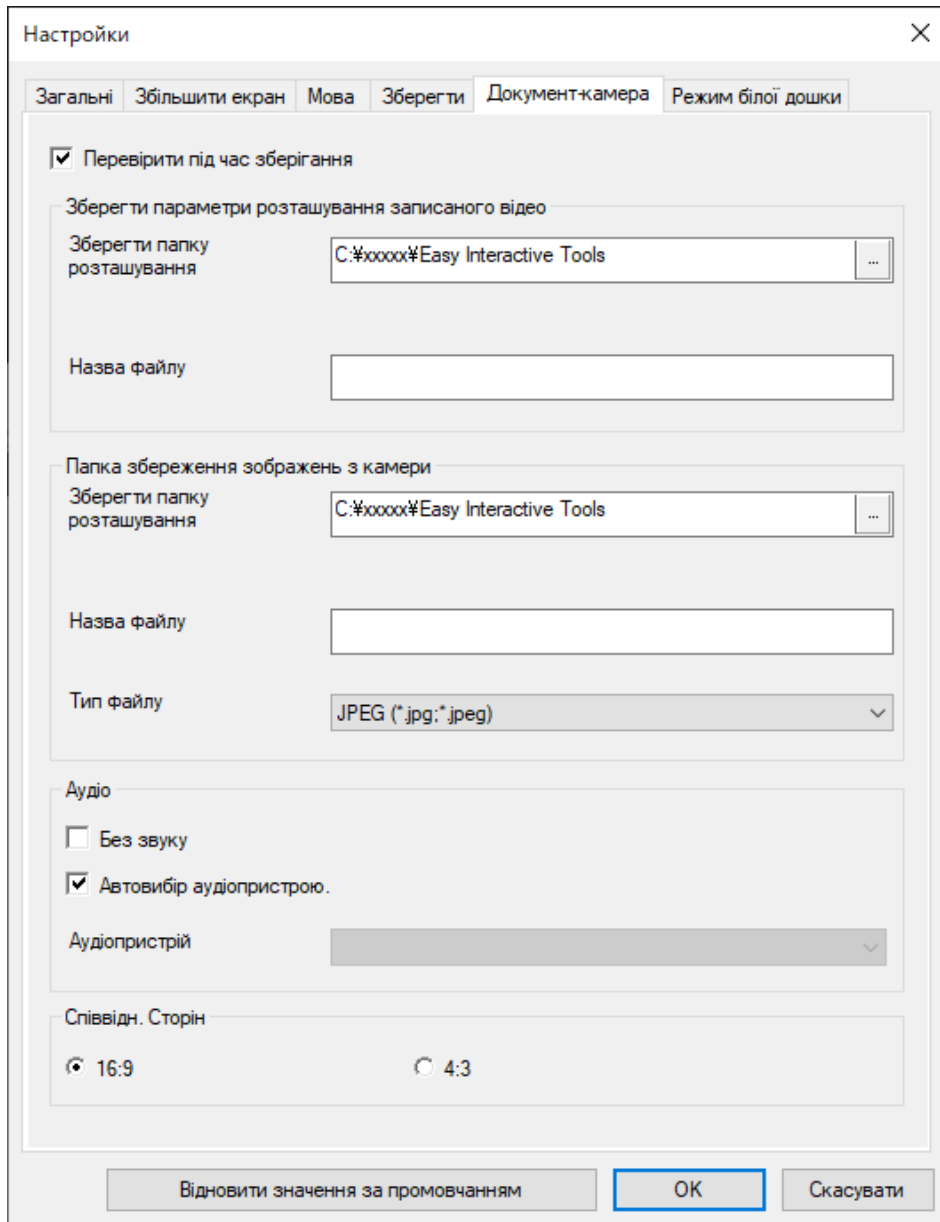 Настройки
Загальні Збільшити екран Мова Зберегти Документ-камера Режим білої дошки
Перевірити під час зберігання
Зберегти параметри розташування записаного відео
Зберегти папку
розташування
C:¥xxxxx¥Easy Interactive Tools
...
Назва файлу
Папка збереження зображень з камери
Зберегти папку
розташування
C:¥xxxxx¥Easy Interactive Tools
...
Назва файлу
Тип файлу
JPEG (*.jpg;*.jpeg)
Аудіо
Без звуку
Автовибір аудіопристрою.
Аудіопристрій
Співвідн. Сторін
16:9 4:3
Відновити значення за промовчанням OK Скасувати